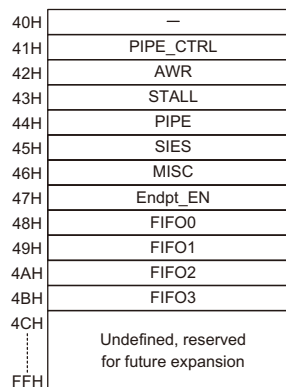 40H —
41H PIPE_CTRL
42H AWR
43H STALL
44H PIPE
45H SIES
46H MISC
47H Endpt_EN
48H FIFO0
49H FIFO1
4AH FIFO2
4BH FIFO3
4CH
Undefined, reserved
for future expansion
FFH